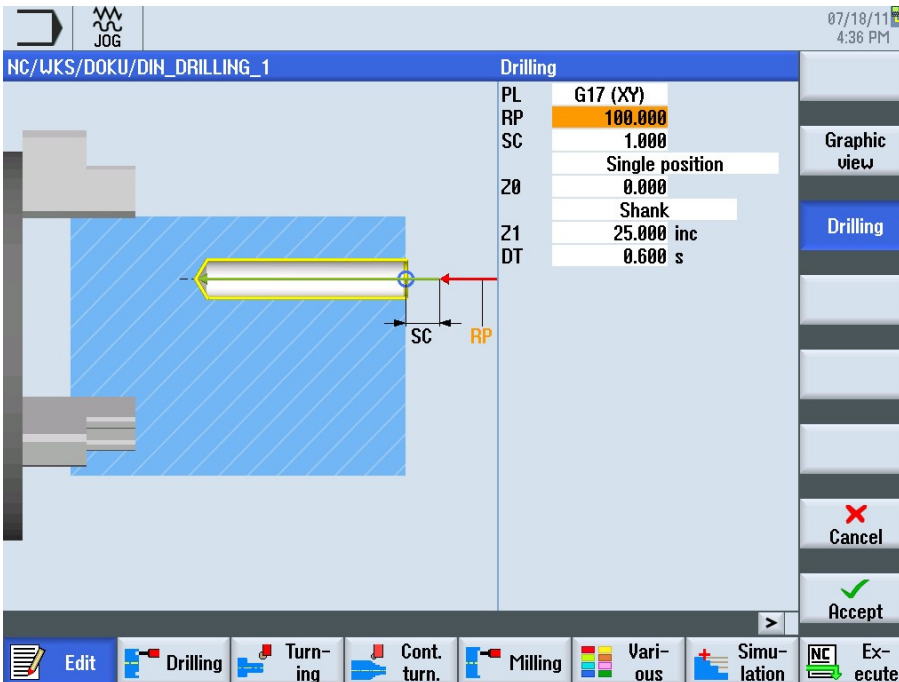 JOG
07/18/11
4:36 PM
NC/WKS/DOKU/DIN_DRILLING_1
Drilling
PL G17 (XY)
RP 100.000
SC 1.000
Single position
Z0 0.000
Shank
Z1 25.000 inc
DT 0.600 s
SC
RP
Graphic
view
Drilling
Cancel
Accept
>
Edit
Drilling
Turn-
ing
Cont.
turn.
Milling
Vari-
ous
Simu-
lation
NC
Ex-
ecute